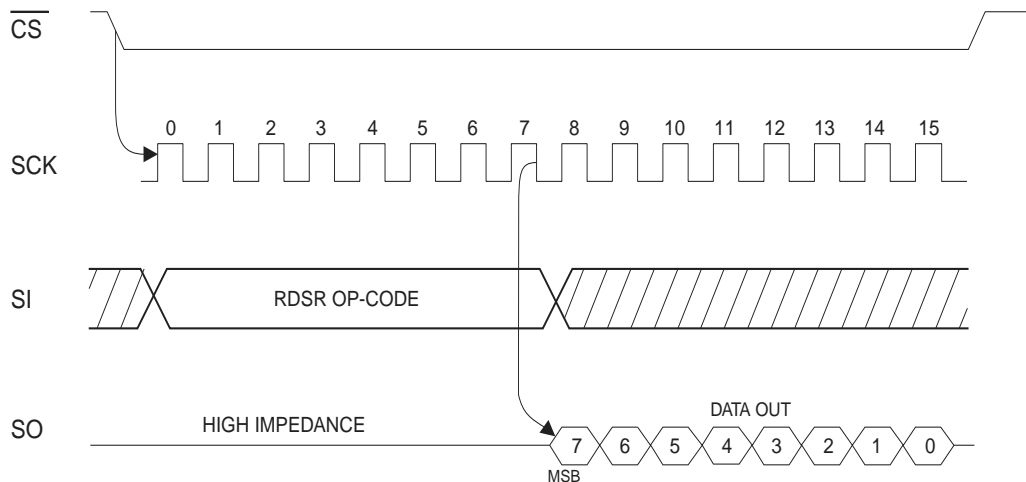 CS
0 1 2 3 4 5 6 7 8 9 10 11 12 13 14 15
SCK
SI
RDSR OP-CODE
DATA OUT
SO
HIGH IMPEDANCE
7 6 5 4 3 2 1 0
MSB